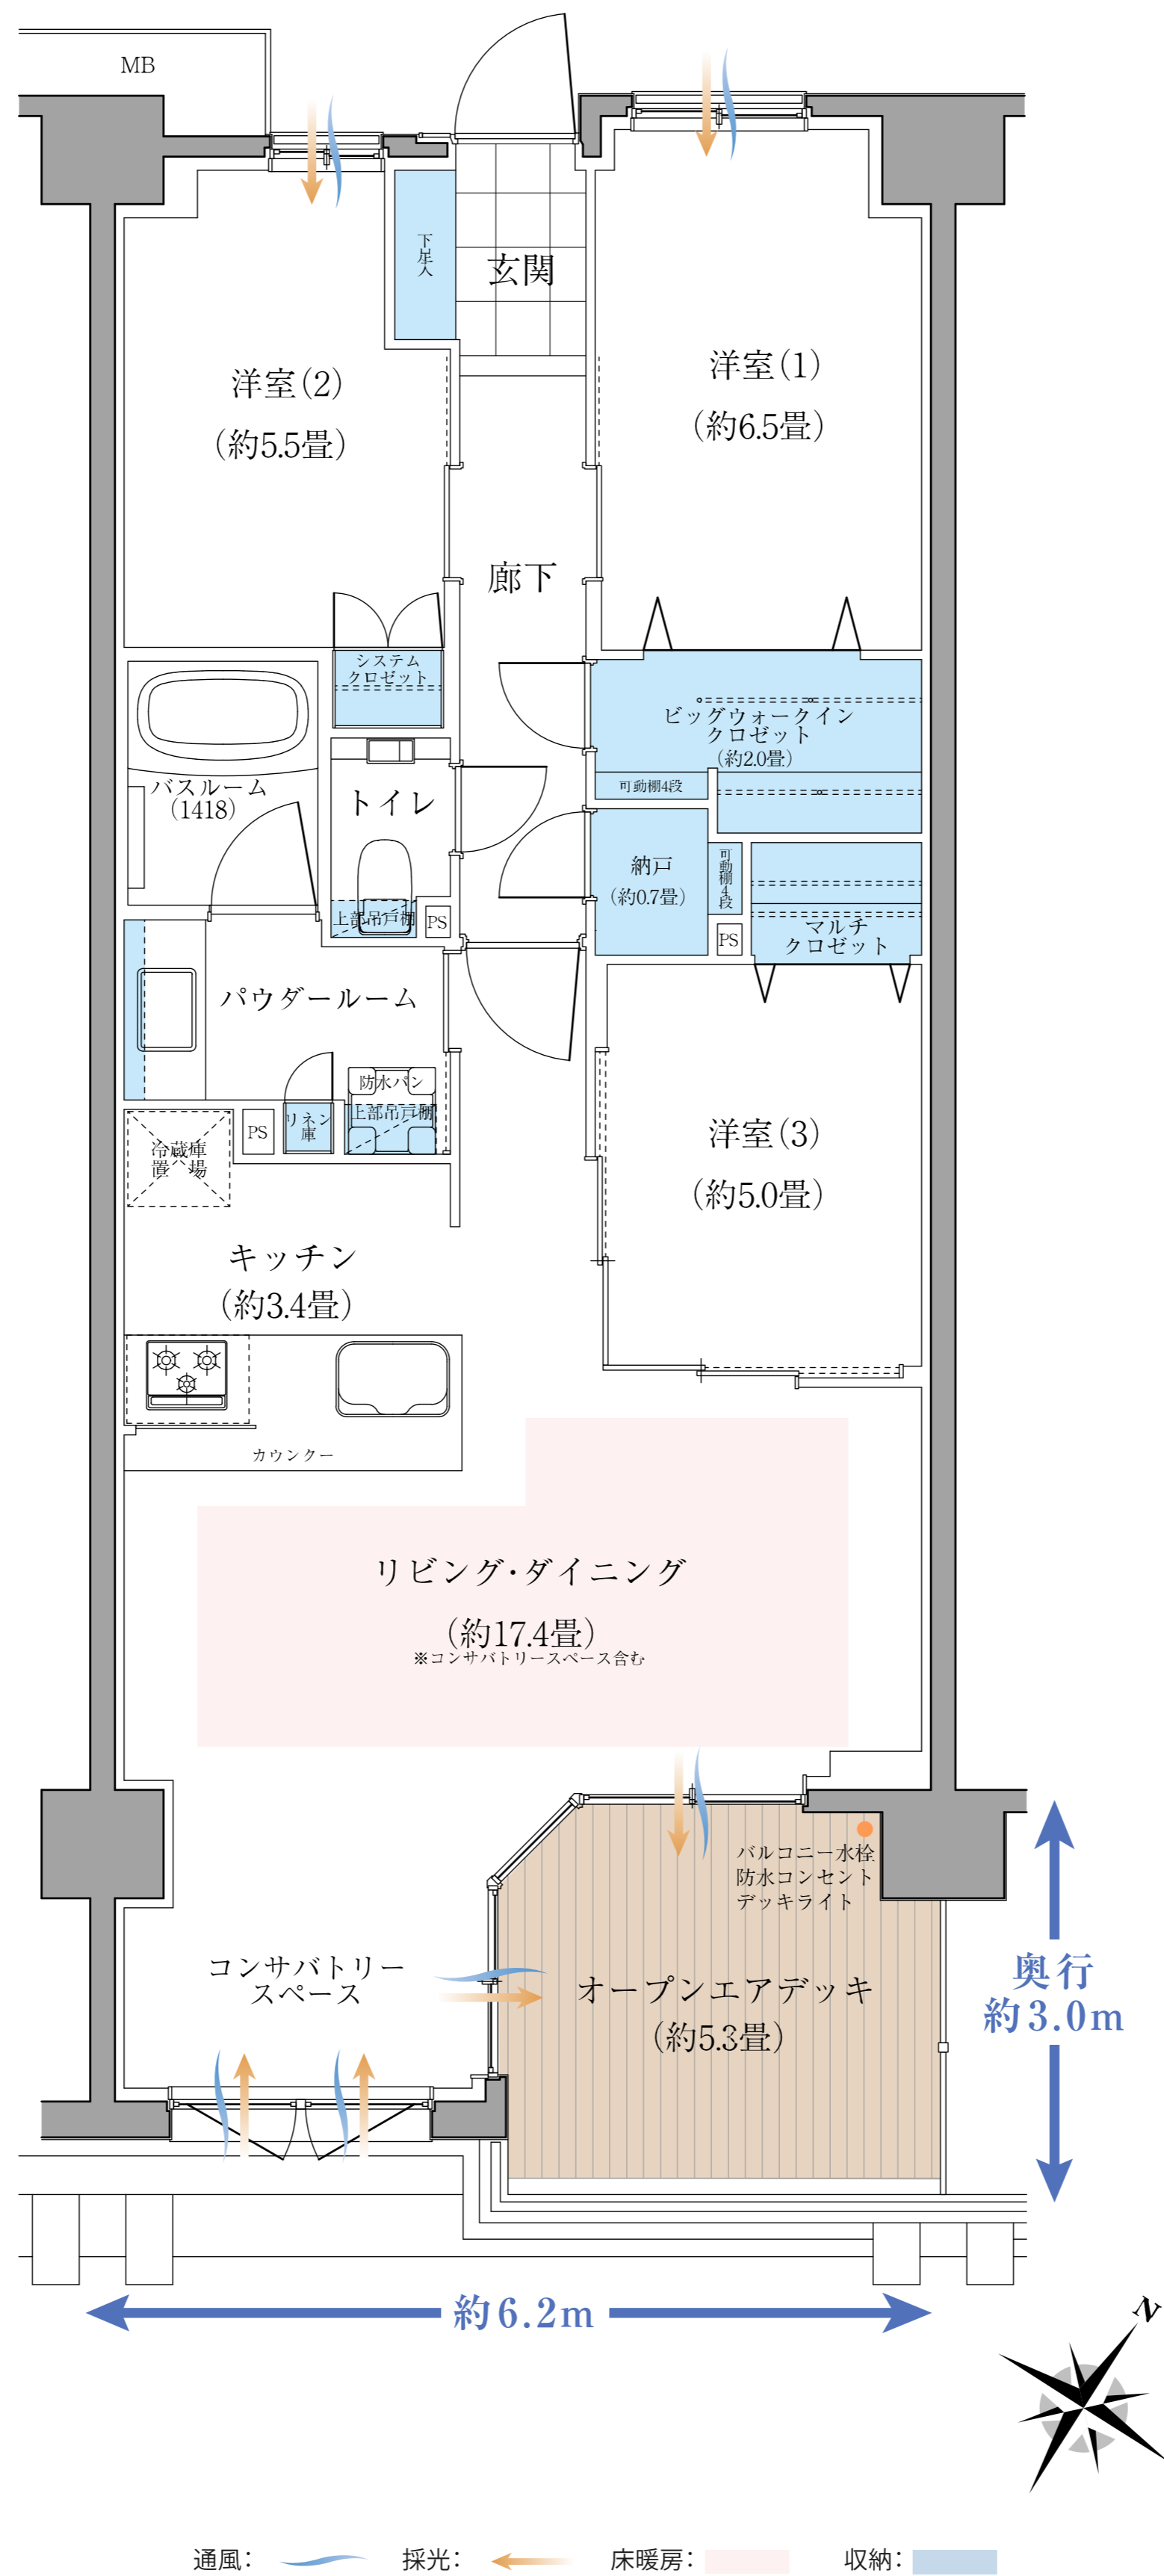 MB
下足入
玄関
洋室(1)
(約6.5畳)
洋室(2)
(約5.5畳)
廊下
システム
クロゼット
ビッグウォークイン
クロゼット
(約2.0畳)
可動棚4段
バスルーム
(1418)
トイレ
上部吊戸棚
PS
納戸
(約0.7畳)
可動棚4段
PS
マルチ
クロゼット
パウダールーム
防水パン
上部吊戸棚
リネン
庫
PS
冷蔵庫
置場
洋室(3)
(約5.0畳)
キッチン
(約3.4畳)
カウンター
リビング・ダイニング
(約17.4畳)
※コンサバトリースペース含む
バルコニー水栓
防水コンセント
デッキライト
コンサバトリー
スペース
オープンエアデッキ
(約5.3畳)
奥行
約3.0m
約6.2m
N
通風: 採光: 床暖房: 収納: